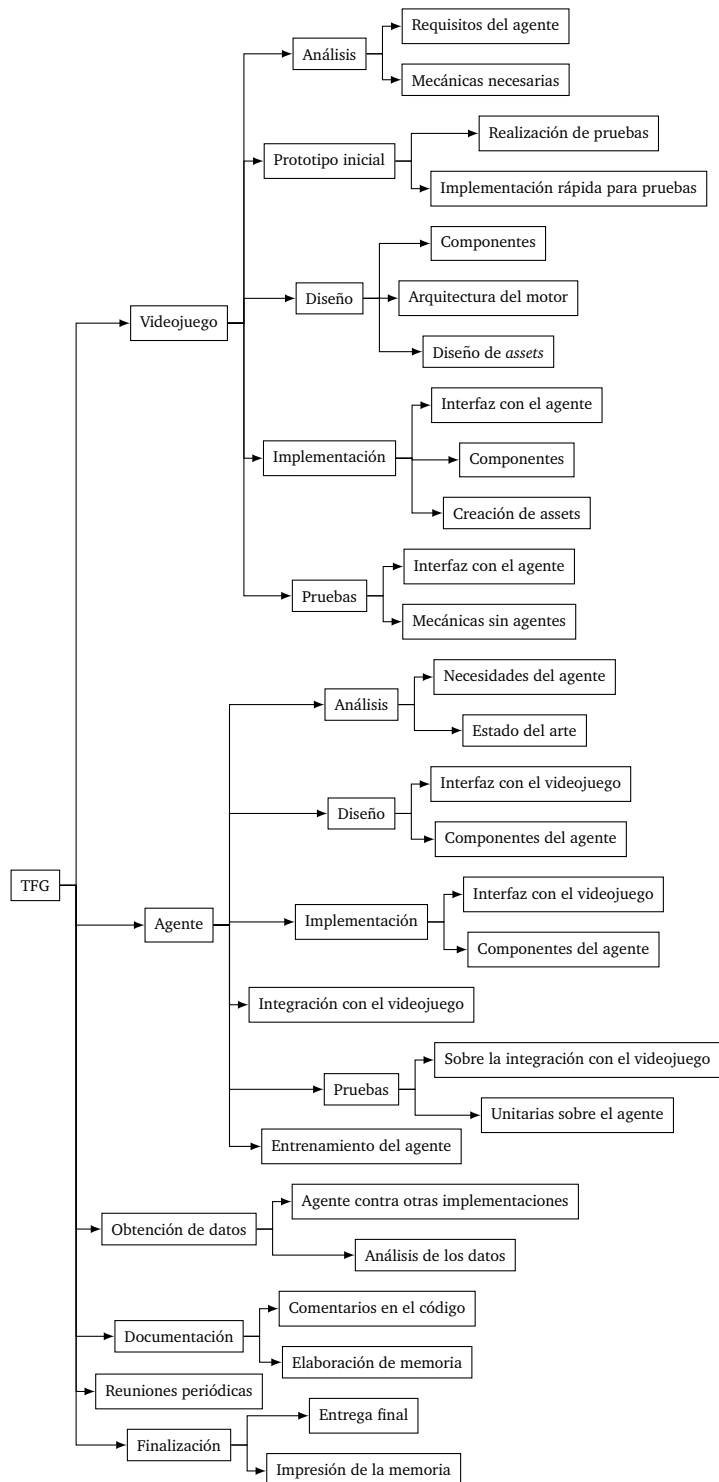 Requisitos del agente
Análisis
Mecánicas necesarias
Realización de pruebas
Prototipo inicial
Implementación rápida para pruebas
Componentes
Diseño
Arquitectura del motor
Videojuego
Diseño de assets
Interfaz con el agente
Implementación
Componentes
Creación de assets
Interfaz con el agente
Pruebas
Mecánicas sin agentes
Necesidades del agente
Análisis
Estado del arte
Interfaz con el videojuego
Diseño
Componentes del agente
TFG
Interfaz con el videojuego
Agente
Implementación
Componentes del agente
Integración con el videojuego
Sobre la integración con el videojuego
Pruebas
Unitarias sobre el agente
Entrenamiento del agente
Agente contra otras implementaciones
Obtención de datos
Análisis de los datos
Comentarios en el código
Documentación
Elaboración de memoria
Reuniones periódicas
Entrega final
Finalización
Impresión de la memoria